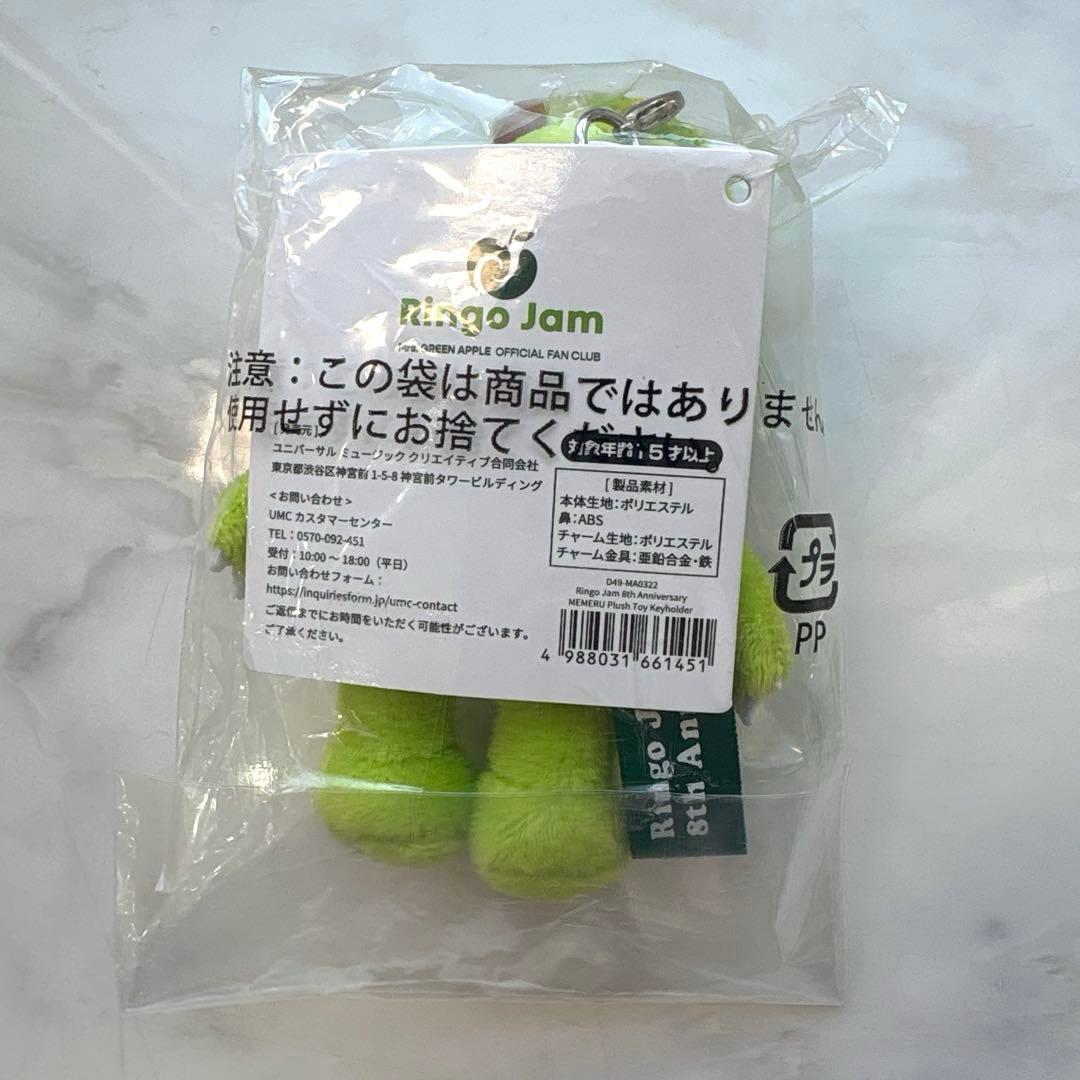 Ringo Jam
Mrs. GREEN APPLE OFFICIAL FAN CLUB
注意：この袋は商品ではありません
使用せずにお捨てください。
対象年齢：5才以上
ユニバーサル ミュージック クリエイティブ合同会社
東京都渋谷区神宮前 1-5-8 神宮前タワービルディング
＜お問い合わせ＞
UMC カスタマーセンター
TEL：0570-092-451
受付：10:00 〜 18:00（平日）
お問い合わせフォーム：
https://inquiriesform.jp/umc-contact
ご返信までにお時間をいただく可能性がございます。
ご了承ください。
[製品素材]
本体生地：ポリエステル
鼻：ABS
チャーム生地：ポリエステル
チャーム金具：亜鉛合金・鉄
D49-MA0322
Ringo Jam 8th Anniversary
MEMERU Plush Toy Keyholder
4 988031 661451
プラ
PP
Ringo J
8th An